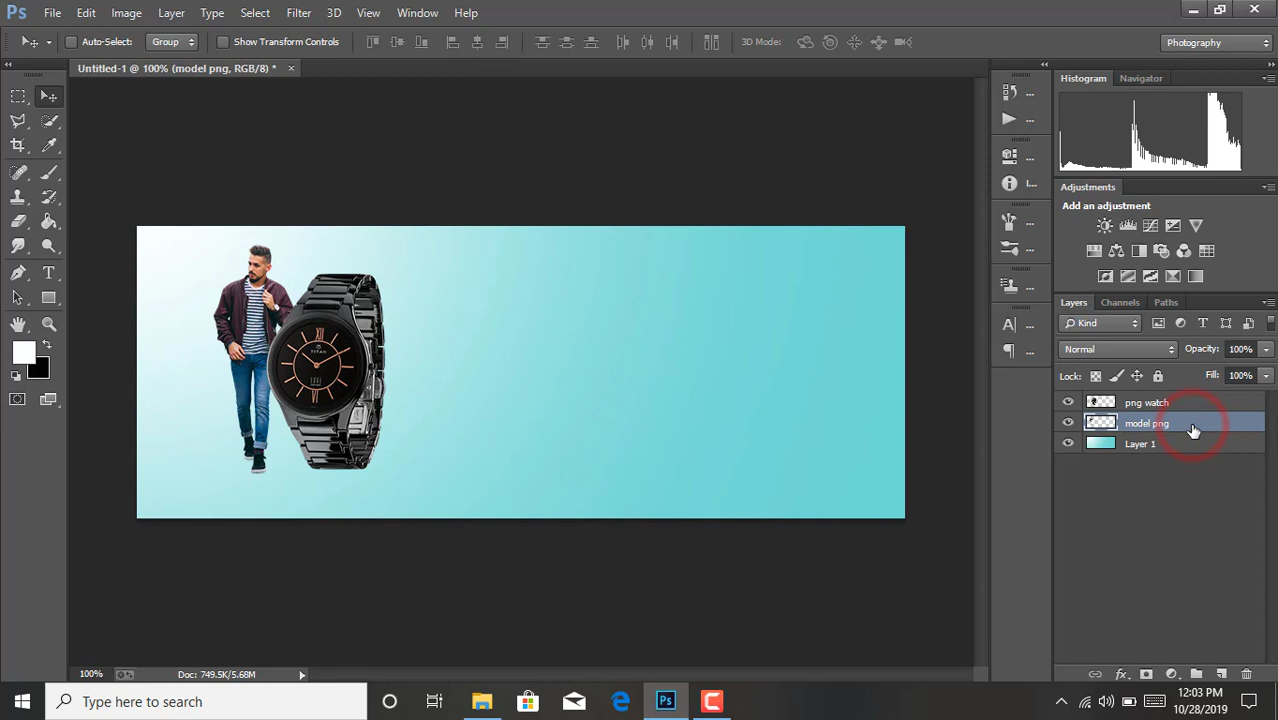 Ps File Edit Image Layer Type Select Filter 3D View Window Help
Auto-Select: Group Show Transform Controls 3D Mode: Photography
Untitled-1 @ 100% (model png, RGB/8) * ×
Histogram Navigator
Adjustments
Add an adjustment
Layers Channels Paths
Kind
Normal Opacity: 100%
Lock: Fill: 100%
png watch
model png
Layer 1
TITAN
100% Doc: 749.5K/5.68M
Type here to search
Ps
12:03 PM
10/28/2019